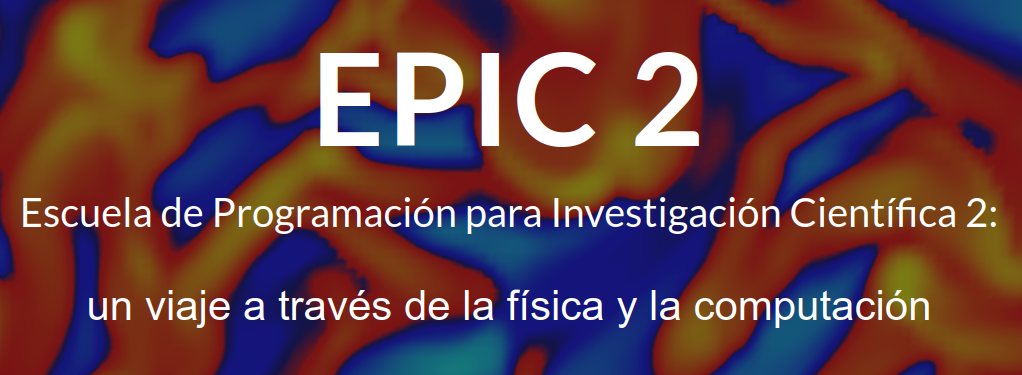 EPIC 2
Escuela de Programación para Investigación Científica 2:
un viaje a través de la física y la computación